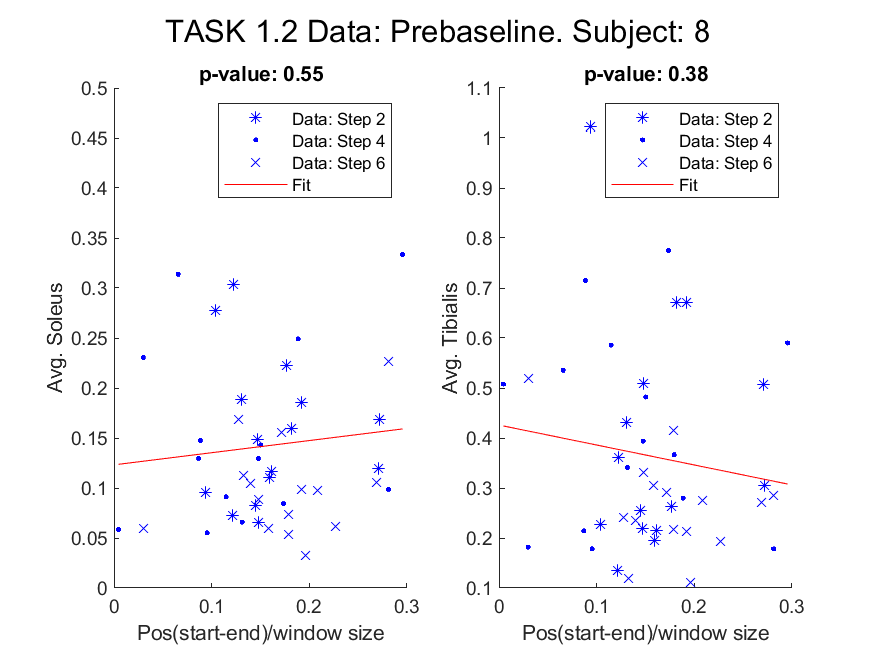 TASK 1.2 Data: Prebaseline. Subject: 8
p-value: 0.55
0.5
0.45
0.4
0.35
0.3
0.25
0.2
0.15
0.1
0.05
0
Avg. Soleus
Data: Step 2
Data: Step 4
Data: Step 6
Fit
0 0.1 0.2 0.3
Pos(start-end)/window size
p-value: 0.38
1.1
1
0.9
0.8
0.7
0.6
0.5
0.4
0.3
0.2
0.1
Avg. Tibialis
Data: Step 2
Data: Step 4
Data: Step 6
Fit
0 0.1 0.2 0.3
Pos(start-end)/window size